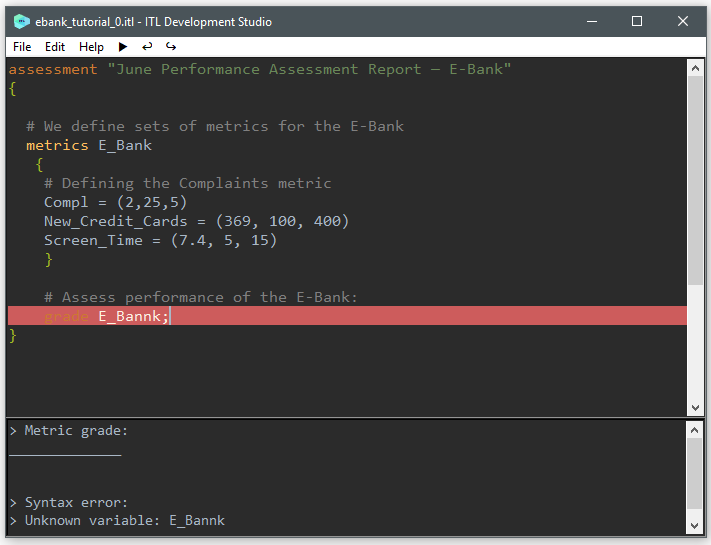 ebank_tutorial_0.itl - ITL Development Studio
File Edit Help
assessment "June Performance Assessment Report — E-Bank"
{
# We define sets of metrics for the E-Bank
metrics E_Bank
{
# Defining the Complaints metric
Compl = (2,25,5)
New_Credit_Cards = (369, 100, 400)
Screen_Time = (7.4, 5, 15)
}
# Assess performance of the E-Bank:
grade E_Bannk;
}
> Metric grade:
______________
> Syntax error:
> Unknown variable: E_Bannk